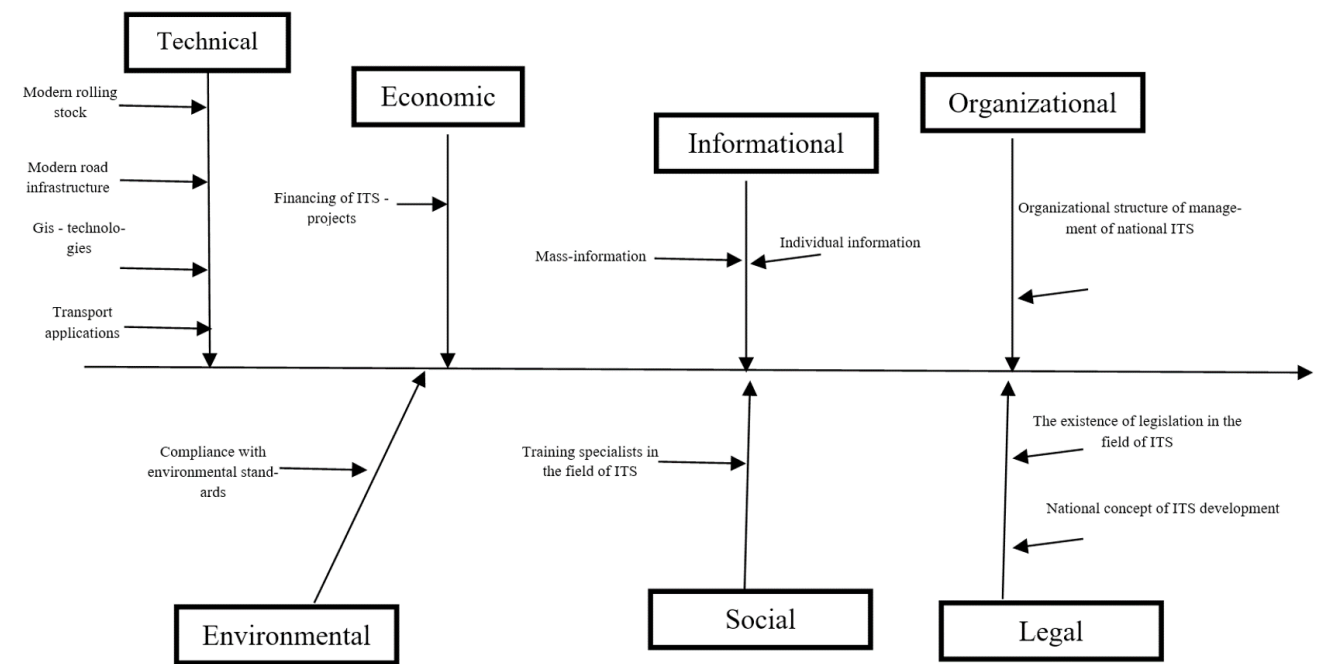 Technical
Modern rolling
stock
Modern road
infrastructure
Gis - technolo-
gies
Transport
applications
Economic
Financing of ITS -
projects
Informational
Mass-information
Individual information
Organizational
Organizational structure of manage-
ment of national ITS
Compliance with
environmental stand-
ards
Environmental
Training specialists in
the field of ITS
Social
The existence of legislation in the
field of ITS
National concept of ITS development
Legal